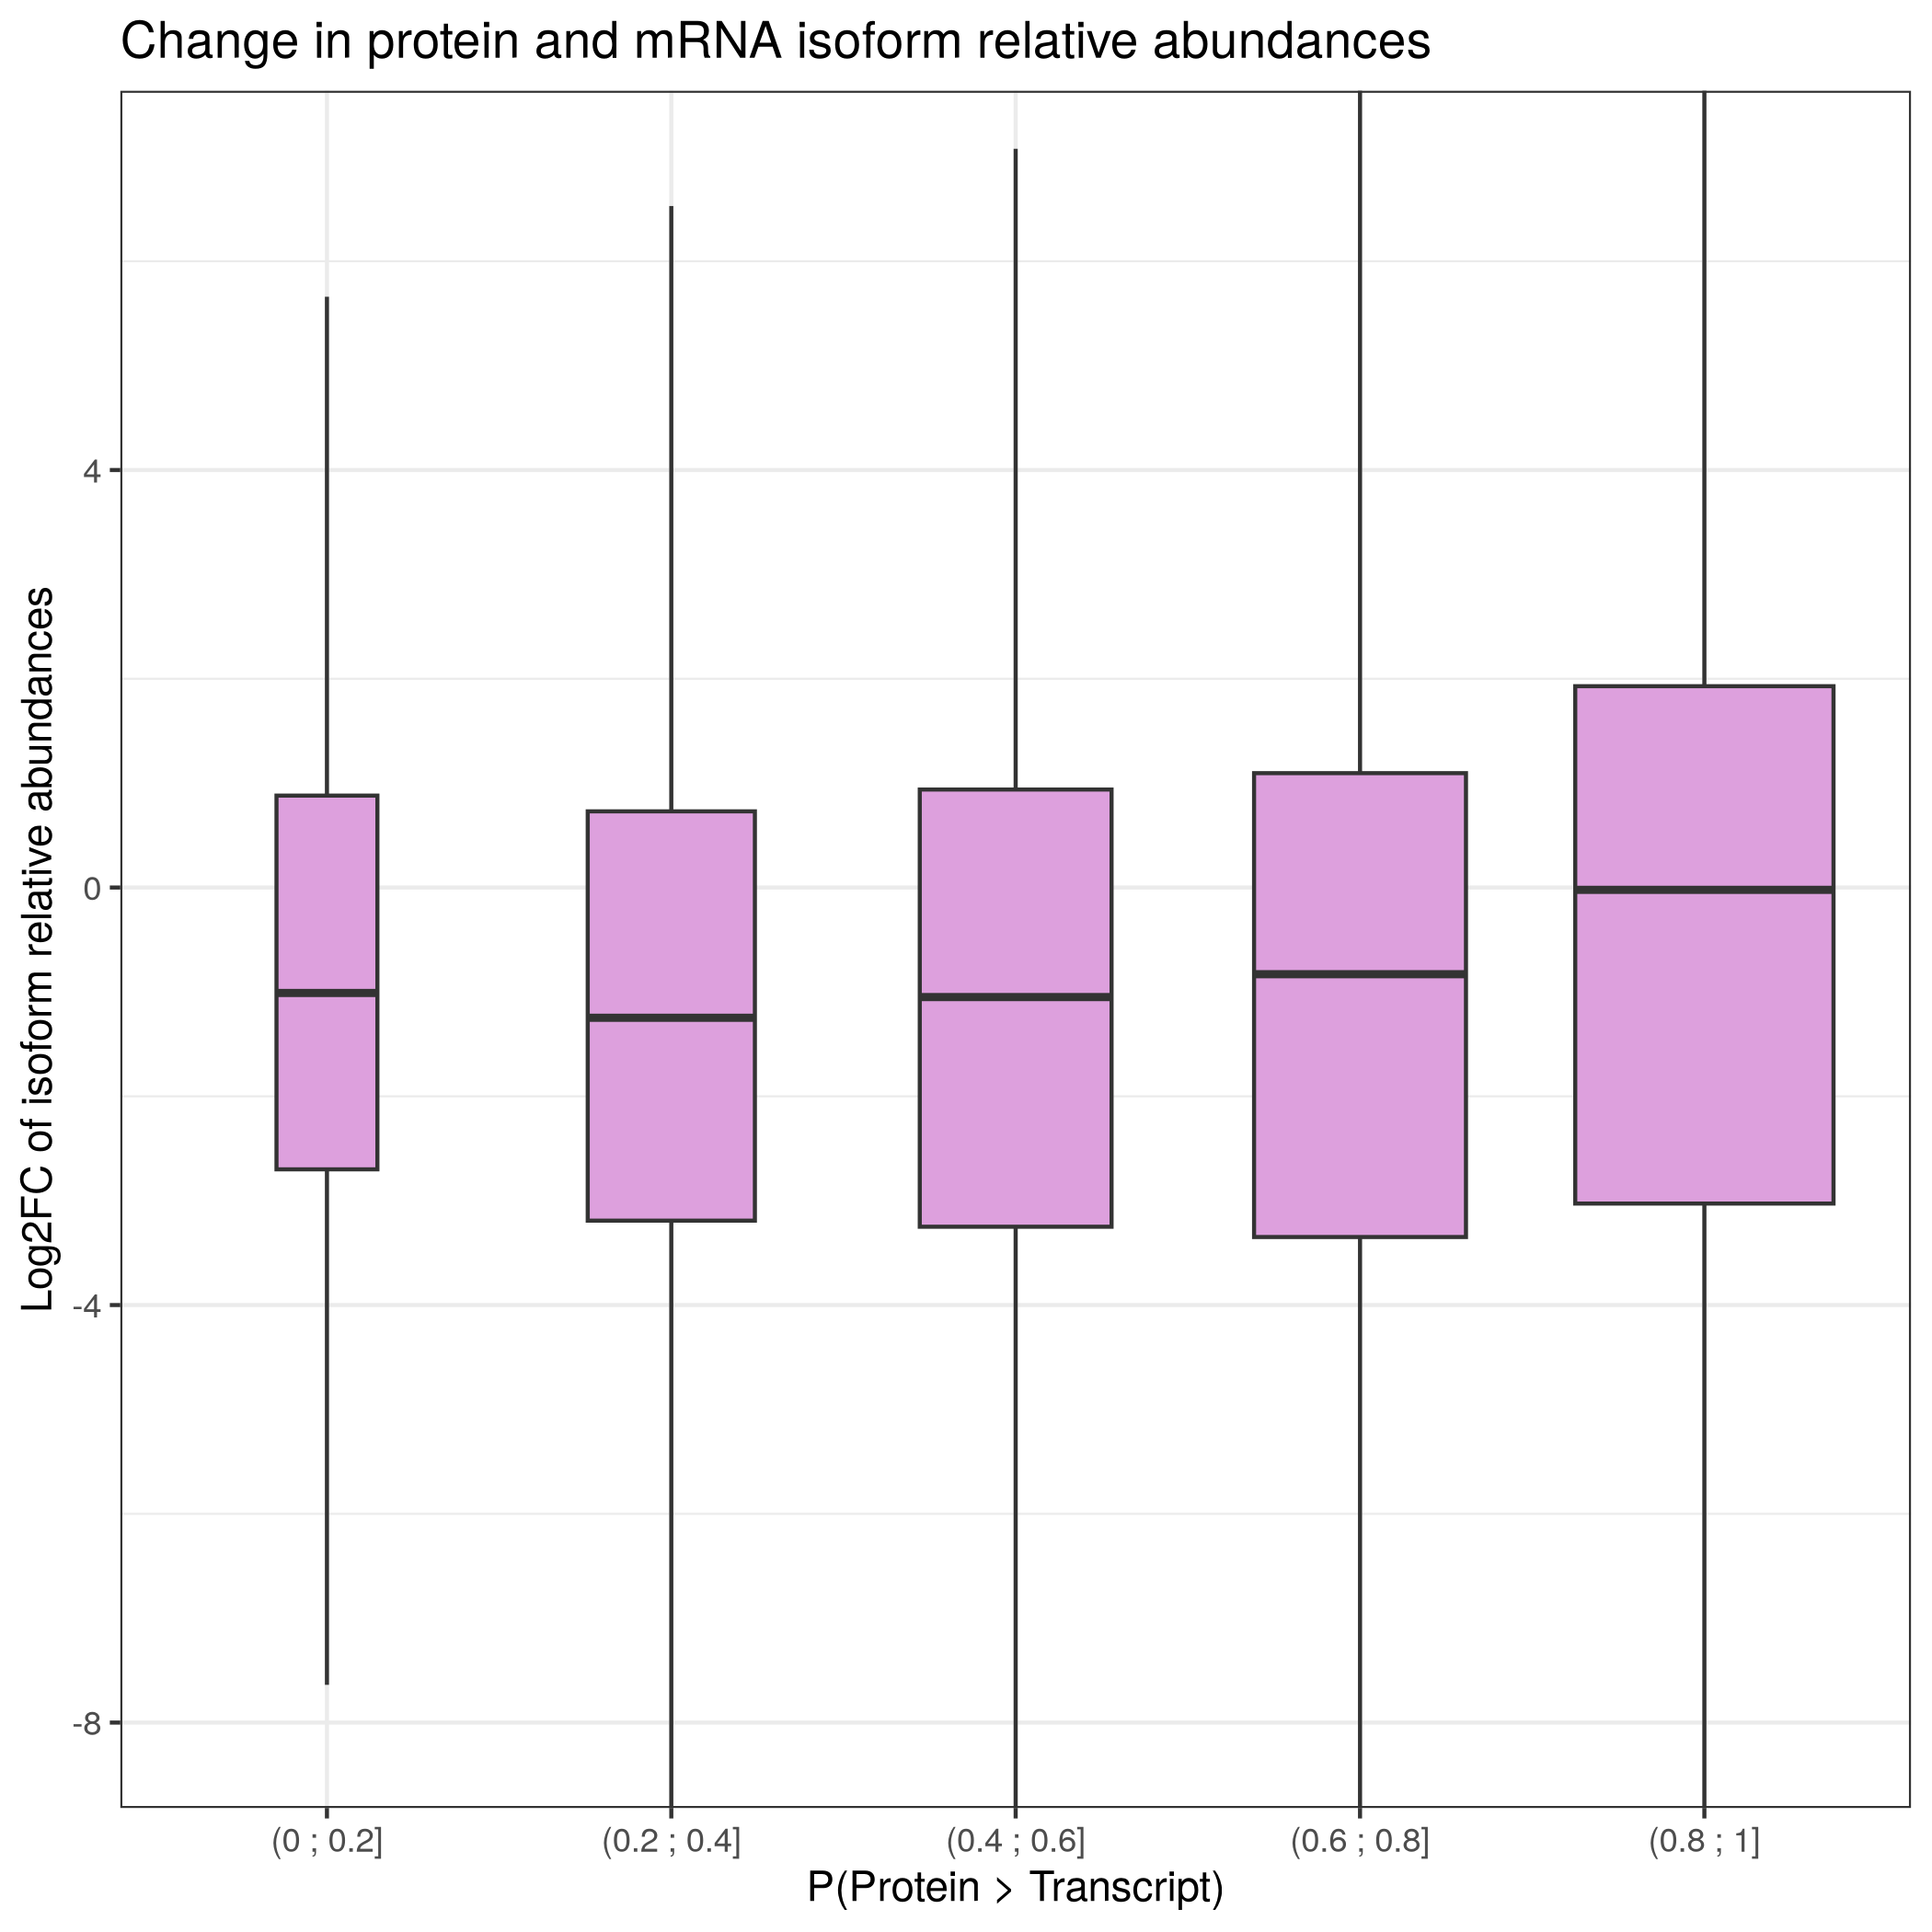 Change in protein and mRNA isoform relative abundances
Log2FC of isoform relative abundances
4
0
-4
-8
(0 ; 0.2]
(0.2 ; 0.4]
(0.4 ; 0.6]
(0.6 ; 0.8]
(0.8 ; 1]
P(Protein > Transcript)